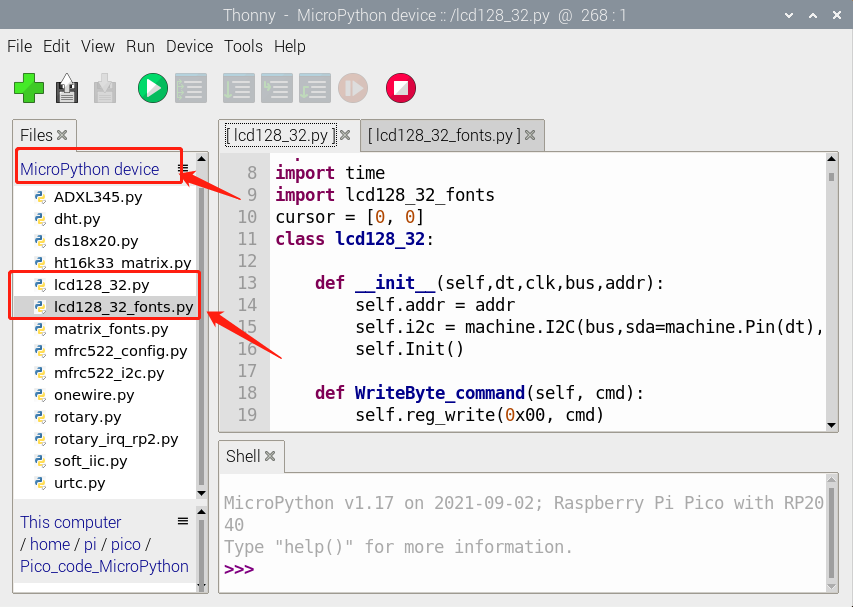 Thonny - MicroPython device :: /lcd128_32.py @ 268 : 1
File Edit View Run Device Tools Help
Files
MicroPython device
ADXL345.py
dht.py
ds18x20.py
ht16k33_matrix.py
lcd128_32.py
lcd128_32_fonts.py
matrix_fonts.py
mfrc522_config.py
mfrc522_i2c.py
onewire.py
rotary.py
rotary_irq_rp2.py
soft_iic.py
urtc.py
This computer
/ home / pi / pico /
Pico_code_MicroPython
[ lcd128_32.py ] [ lcd128_32_fonts.py ]
8 import time
9 import lcd128_32_fonts
10 cursor = [0, 0]
11 class lcd128_32:
12
13 def __init__(self,dt,clk,bus,addr):
14 self.addr = addr
15 self.i2c = machine.I2C(bus,sda=machine.Pin(dt),
16 self.Init()
17
18 def WriteByte_command(self, cmd):
19 self.reg_write(0x00, cmd)
Shell
MicroPython v1.17 on 2021-09-02; Raspberry Pi Pico with RP20
40
Type "help()" for more information.
>>>